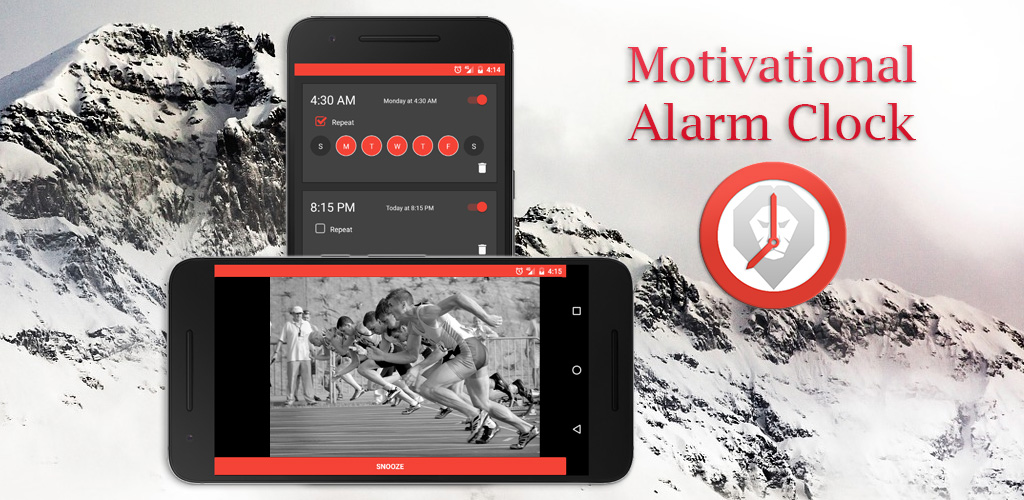 Motivational
Alarm Clock
4:14
4:30 AM
Monday at 4:30 AM
Repeat
S M T W T F S
8:15 PM
Today at 8:15 PM
Repeat
4:15
SNOOZE